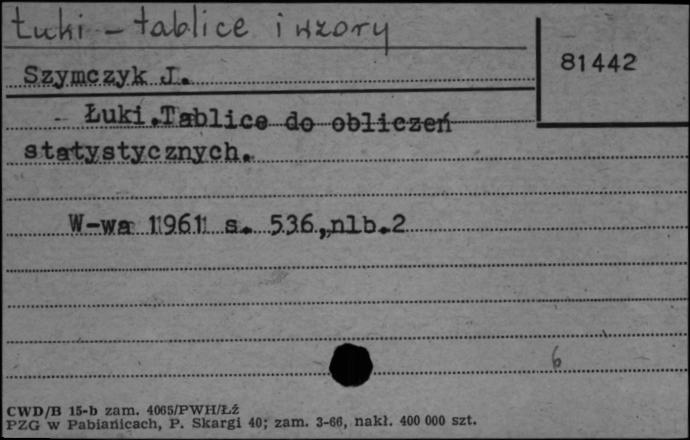 Łuki – tablice i wzory
81442
Szymczyk J.
- Łuki.Tablice do obliczeń
statystycznych.
W-wa 1961 s. 536,nlb.2
6
CWD/B 15-b zam. 4065/PWH/Łź
PZG w Pabianicach, P. Skargi 40; zam. 3-66, nakł. 400 000 szt.